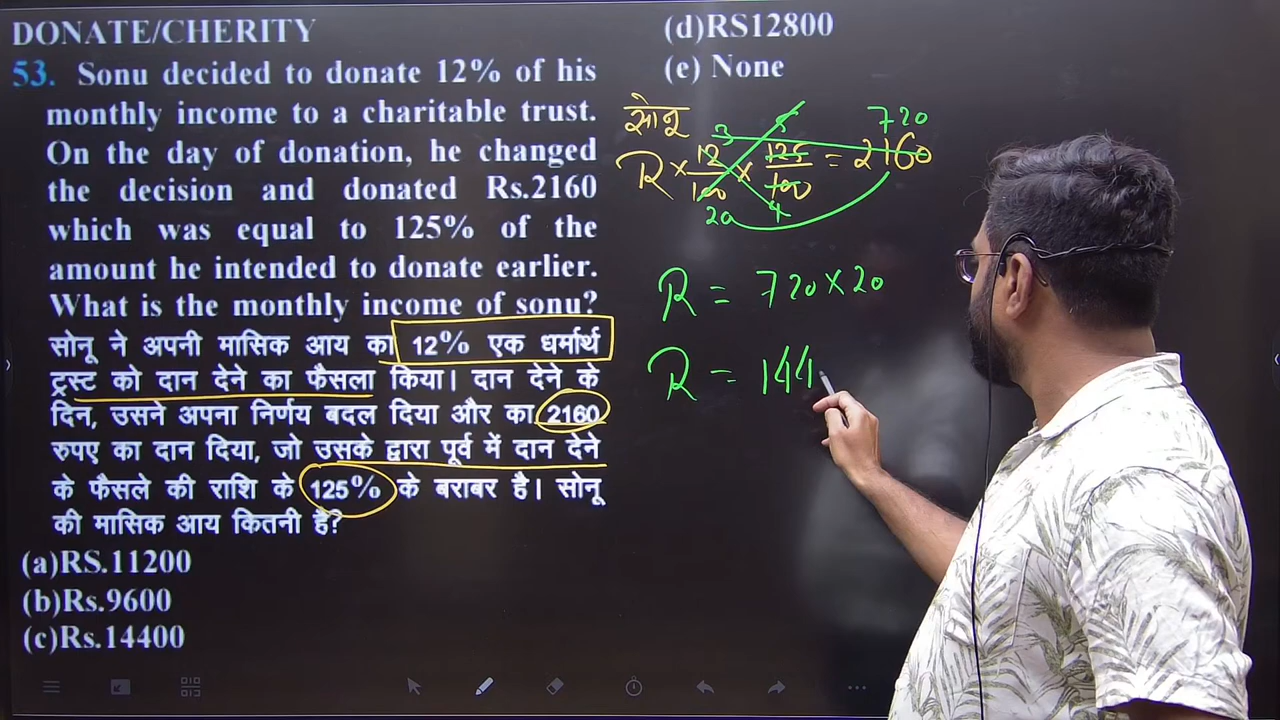 DONATE/CHERITY
53. Sonu decided to donate 12% of his
monthly income to a charitable trust.
On the day of donation, he changed
the decision and donated Rs.2160
which was equal to 125% of the
amount he intended to donate earlier.
What is the monthly income of sonu?
सोनू ने अपनी मासिक आय का 12% एक धर्मार्थ
ट्रस्ट को दान देने का फैसला किया। दान देने के
दिन, उसने अपना निर्णय बदल दिया और का 2160
रुपए का दान दिया, जो उसके द्वारा पूर्व में दान देने
के फैसले की राशि के 125% के बराबर है। सोनू
की मासिक आय कितनी है?
(a)RS.11200
(b)Rs.9600
(c)Rs.14400
(d)RS12800
(e) None
सोनू
3 5 720
R × 12/100 × 125/100 = 2160
20 4
R = 720×20
R = 144